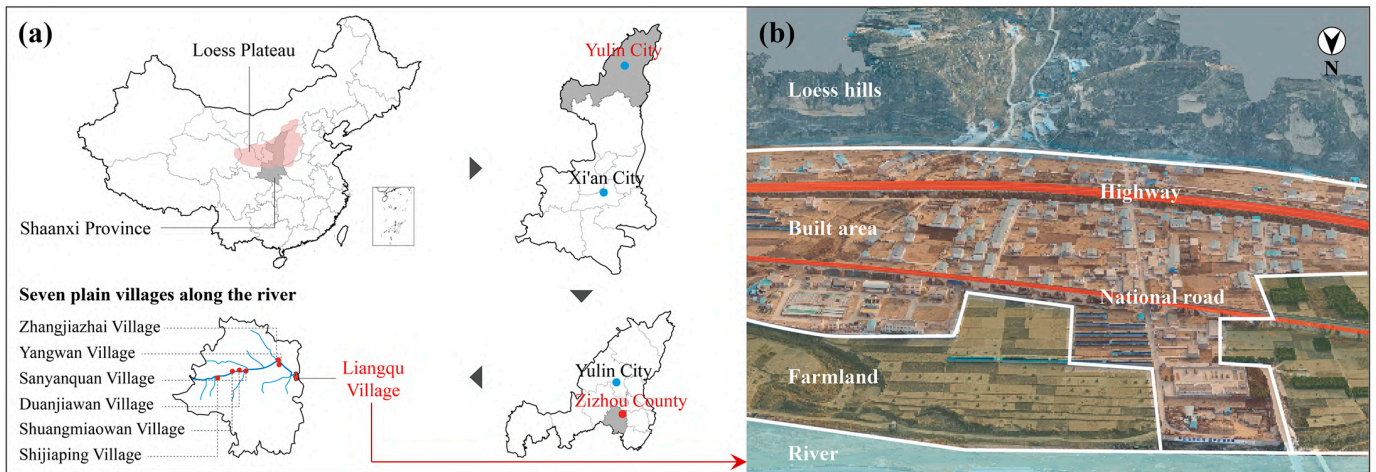 (a)
Loess Plateau
Shaanxi Province
Yulin City
Xi'an City
Seven plain villages along the river
Zhangjiazhai Village
Yangwan Village
Sanyanquan Village
Duanjiawan Village
Shuangmiaowan Village
Shijiaping Village
Liangqu
Village
Yulin City
Zizhou County
(b)
N
Loess hills
Highway
Built area
National road
Farmland
River